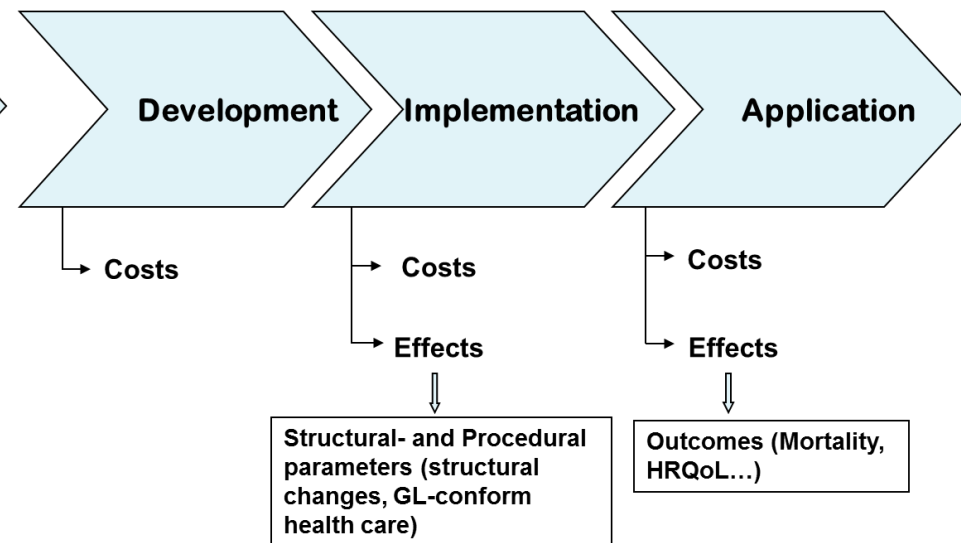 Development
Implementation
Application
Costs
Costs
Effects
Structural- and Procedural
parameters (structural
changes, GL-conform
health care)
Costs
Effects
Outcomes (Mortality,
HRQoL...)